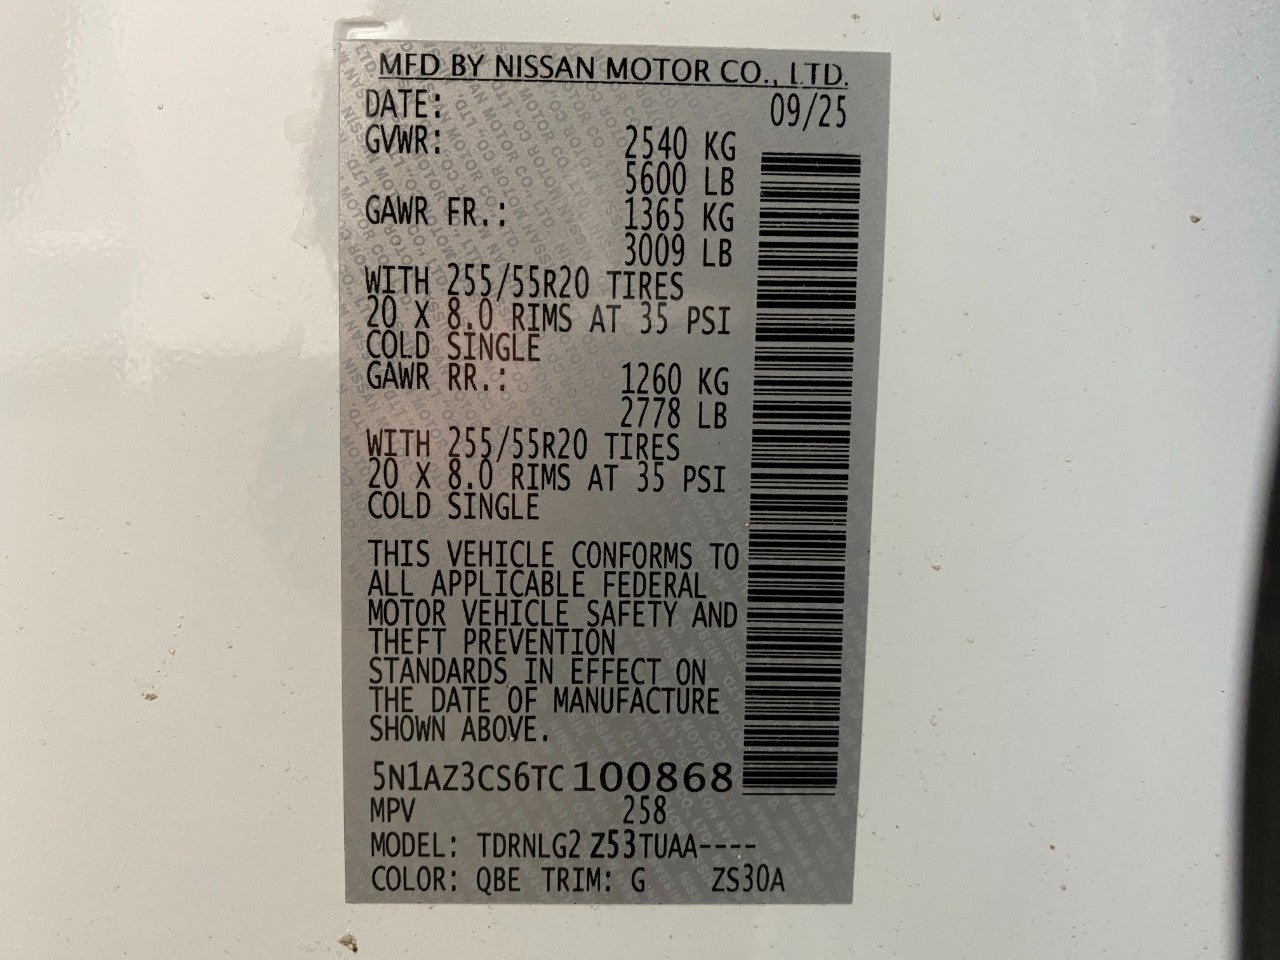 MFD BY NISSAN MOTOR CO., LTD.
DATE: 09/25
GVWR: 2540 KG
5600 LB
GAWR FR.: 1365 KG
3009 LB
WITH 255/55R20 TIRES
20 X 8.0 RIMS AT 35 PSI
COLD SINGLE
GAWR RR.: 1260 KG
2778 LB
WITH 255/55R20 TIRES
20 X 8.0 RIMS AT 35 PSI
COLD SINGLE
THIS VEHICLE CONFORMS TO
ALL APPLICABLE FEDERAL
MOTOR VEHICLE SAFETY AND
THEFT PREVENTION
STANDARDS IN EFFECT ON
THE DATE OF MANUFACTURE
SHOWN ABOVE.
5N1AZ3CS6TC100868
MPV 258
MODEL: TDRNLG2 Z53TUAA----
COLOR: QBE TRIM: G ZS30A